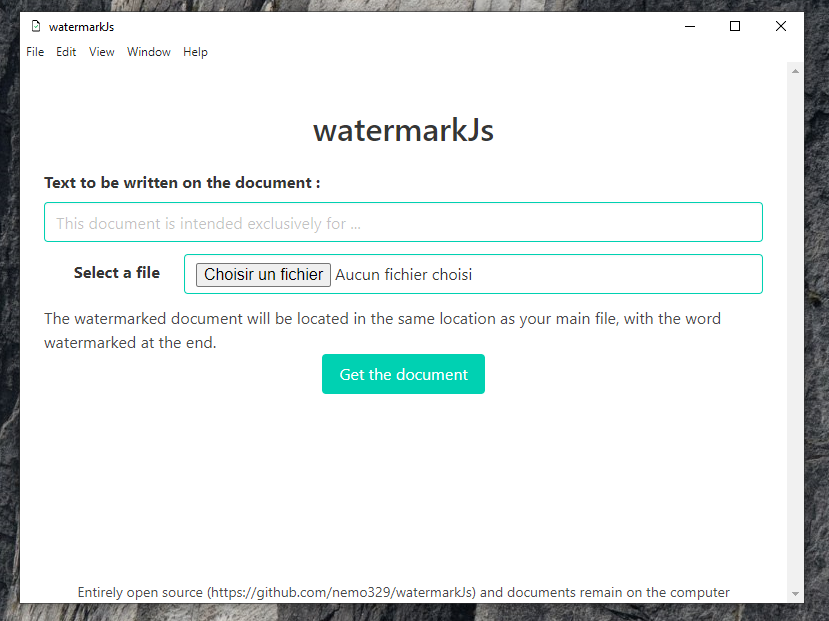 watermarkJs
File Edit View Window Help
watermarkJs
Text to be written on the document :
This document is intended exclusively for ...
Select a file Choisir un fichier Aucun fichier choisi
The watermarked document will be located in the same location as your main file, with the word
watermarked at the end.
Get the document
Entirely open source (https://github.com/nemo329/watermarkJs) and documents remain on the computer